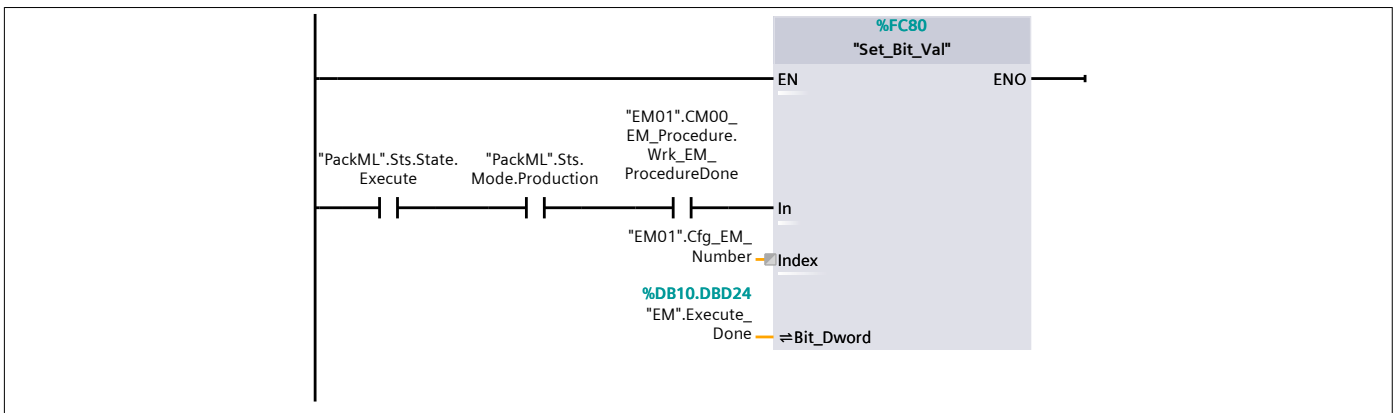 %FC80
"Set_Bit_Val"
EN
ENO
"PackML".Sts.State.
Execute
"PackML".Sts.
Mode.Production
"EM01".CM00_
EM_Procedure.
Wrk_EM_
ProcedureDone
In
"EM01".Cfg_EM_
Number
Index
%DB10.DBD24
"EM".Execute_
Done
⇌Bit_Dword